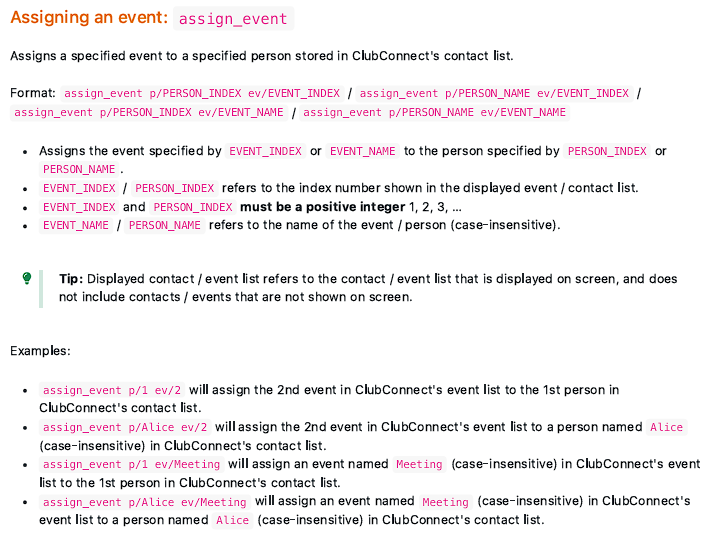 Assigning an event: assign_event
Assigns a specified event to a specified person stored in ClubConnect's contact list.
Format: assign_event p/PERSON_INDEX ev/EVENT_INDEX / assign_event p/PERSON_NAME ev/EVENT_INDEX /
assign_event p/PERSON_INDEX ev/EVENT_NAME / assign_event p/PERSON_NAME ev/EVENT_NAME
• Assigns the event specified by EVENT_INDEX or EVENT_NAME to the person specified by PERSON_INDEX or
PERSON_NAME.
• EVENT_INDEX / PERSON_INDEX refers to the index number shown in the displayed event / contact list.
• EVENT_INDEX and PERSON_INDEX must be a positive integer 1, 2, 3, …
• EVENT_NAME / PERSON_NAME refers to the name of the event / person (case-insensitive).
Tip: Displayed contact / event list refers to the contact / event list that is displayed on screen, and does
not include contacts / events that are not shown on screen.
Examples:
• assign_event p/1 ev/2 will assign the 2nd event in ClubConnect's event list to the 1st person in
ClubConnect's contact list.
• assign_event p/Alice ev/2 will assign the 2nd event in ClubConnect's event list to a person named Alice
(case-insensitive) in ClubConnect's contact list.
• assign_event p/1 ev/Meeting will assign an event named Meeting (case-insensitive) in ClubConnect's event
list to the 1st person in ClubConnect's contact list.
• assign_event p/Alice ev/Meeting will assign an event named Meeting (case-insensitive) in ClubConnect's
event list to a person named Alice (case-insensitive) in ClubConnect's contact list.